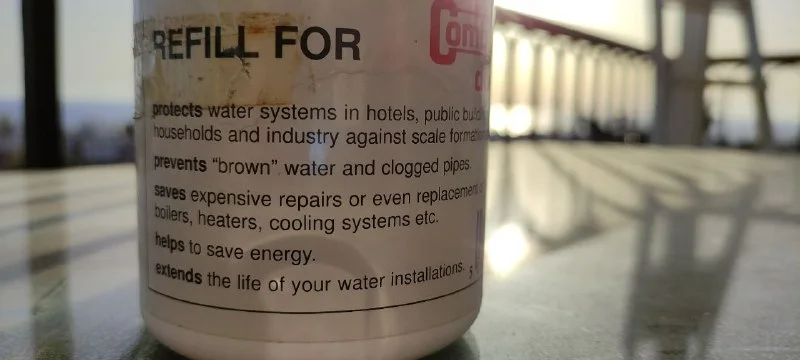 REFILL FOR
protects water systems in hotels, public
households and industry against scale
prevents "brown" water and clogged pipes.
saves expensive repairs or even replacement
boilers, heaters, cooling systems etc.
helps to save energy.
extends the life of your water installations.